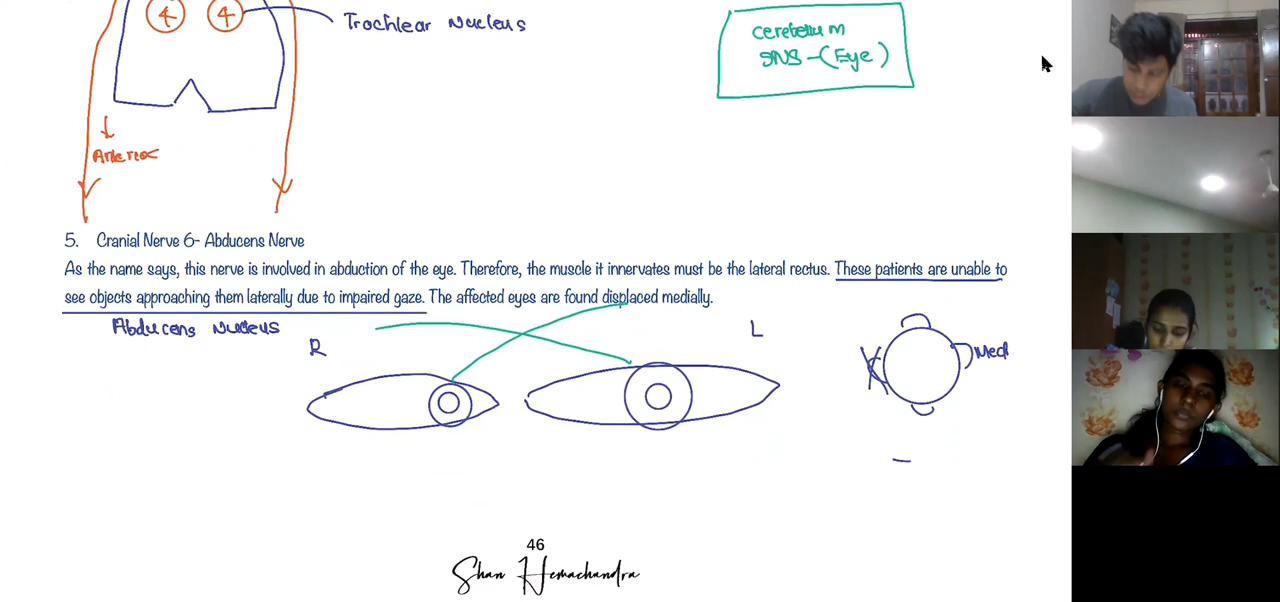 4 4 Trochlear Nucleus
cerebellum
SNS - (Eye)
Anterior
5. Cranial Nerve 6- Abducens Nerve
As the name says, this nerve is involved in abduction of the eye. Therefore, the muscle it innervates must be the lateral rectus. These patients are unable to
see objects approaching them laterally due to impaired gaze. The affected eyes are found displaced medially.
Abducens Nucleus
R
L
Med
46
Shan Hemachandra